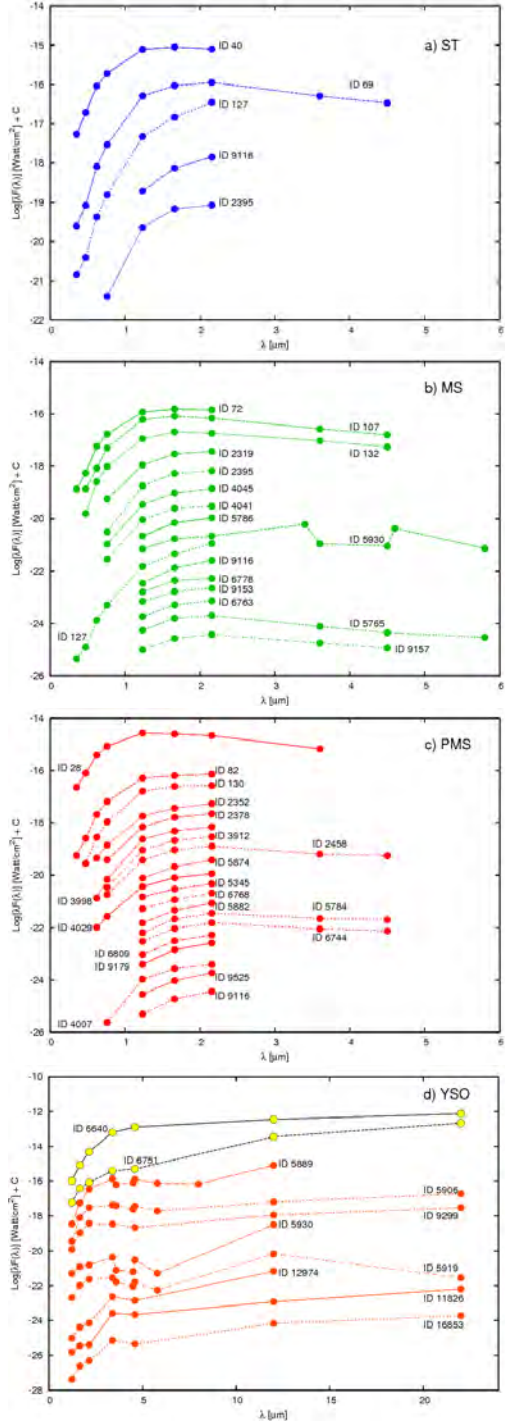 -14
-15
-16
-17
-18
-19
-20
-21
-22
0 1 2 3 4 5 6
Log[λF(λ)] [Watt/cm²] + C
λ [μm]
a) ST
ID 40
ID 69
ID 127
ID 9116
ID 2395
-14
-16
-18
-20
-22
-24
-26
0 1 2 3 4 5 6
Log[λF(λ)] [Watt/cm²] + C
λ [μm]
b) MS
ID 72
ID 107
ID 132
ID 2319
ID 2395
ID 4045
ID 4041
ID 5786
ID 5930
ID 9116
ID 6778
ID 9153
ID 6763
ID 127
ID 5765
ID 9157
-14
-16
-18
-20
-22
-24
-26
0 1 2 3 4 5 6
Log[λF(λ)] [Watt/cm²] + C
λ [μm]
c) PMS
ID 28
ID 82
ID 130
ID 2352
ID 2378
ID 3912
ID 2458
ID 5874
ID 3998
ID 5345
ID 6768
ID 5882
ID 5784
ID 4029
ID 6744
ID 6809
ID 9179
ID 9525
ID 4007
ID 9116
-10
-12
-14
-16
-18
-20
-22
-24
-26
-28
0 5 10 15 20
Log[λF(λ)] [Watt/cm²] + C
λ [μm]
d) YSO
ID 6640
ID 6751
ID 5889
ID 5906
ID 9299
ID 5930
ID 5919
ID 12974
ID 11826
ID 16853